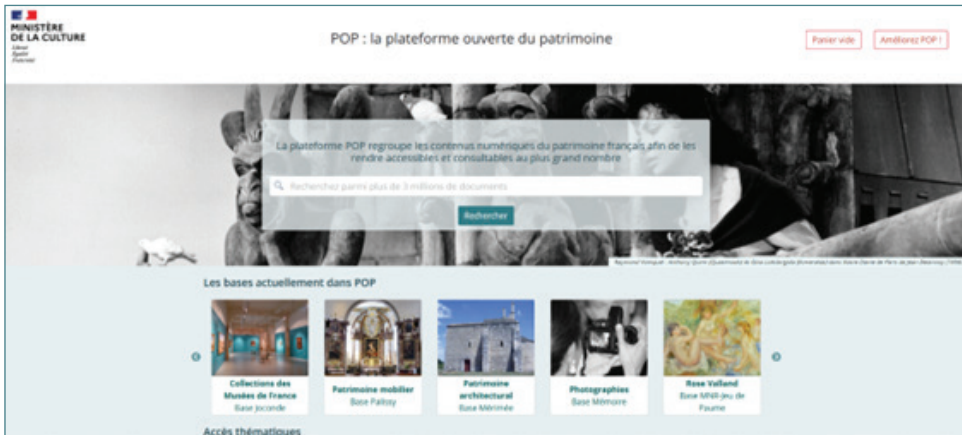 MINISTÈRE
DE LA CULTURE
Liberté
Égalité
Fraternité
POP : la plateforme ouverte du patrimoine
Panier vide
Améliorez POP !
La plateforme POP regroupe les contenus numériques du patrimoine français afin de les
rendre accessibles et consultables au plus grand nombre
Recherchez parmi plus de 3 millions de documents
Rechercher
Les bases actuellement dans POP
Collections des
Musées de France
Base Joconde
Patrimoine mobilier
Base Palissy
Patrimoine
architectural
Base Mérimée
Photographies
Base Mémoire
Rose Valland
Base MNR-Jeu de
Paume
Accès thématiques